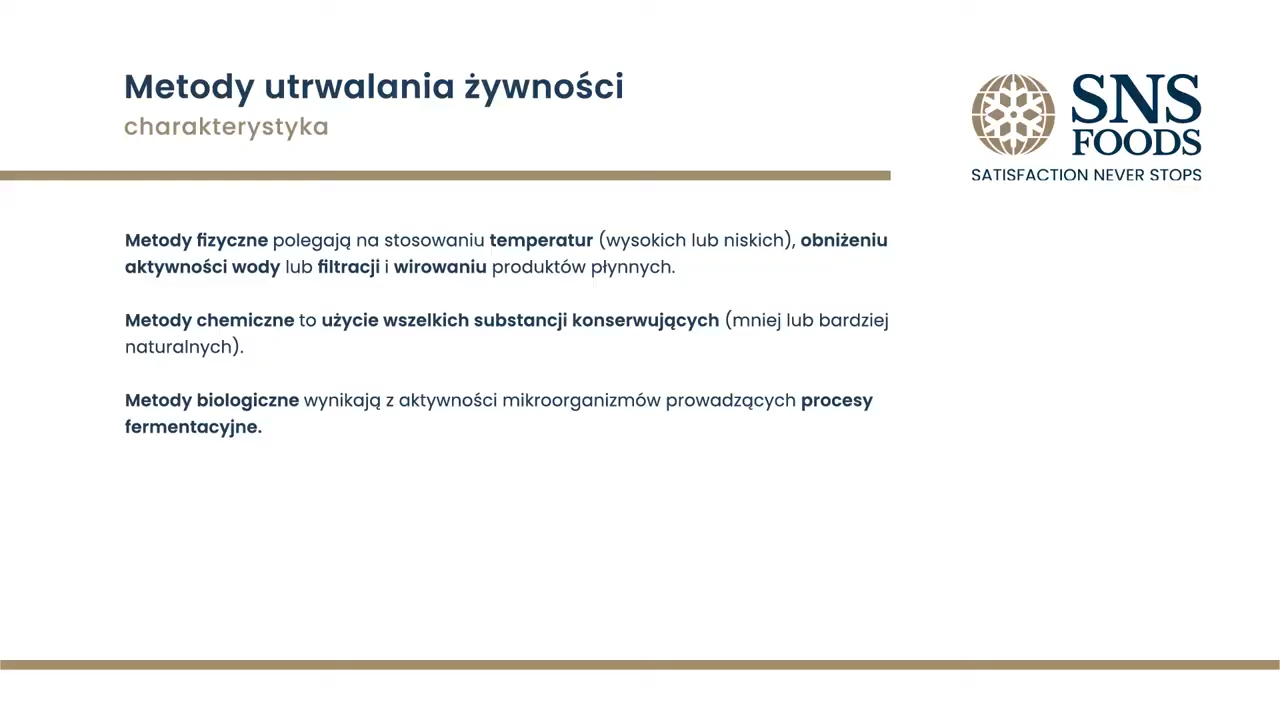 Metody utrwalania żywności
charakterystyka
SNS
FOODS
SATISFACTION NEVER STOPS
Metody fizyczne polegają na stosowaniu temperatur (wysokich lub niskich), obniżeniu
aktywności wody lub filtracji i wirowaniu produktów płynnych.
Metody chemiczne to użycie wszelkich substancji konserwujących (mniej lub bardziej
naturalnych).
Metody biologiczne wynikają z aktywności mikroorganizmów prowadzących procesy
fermentacyjne.